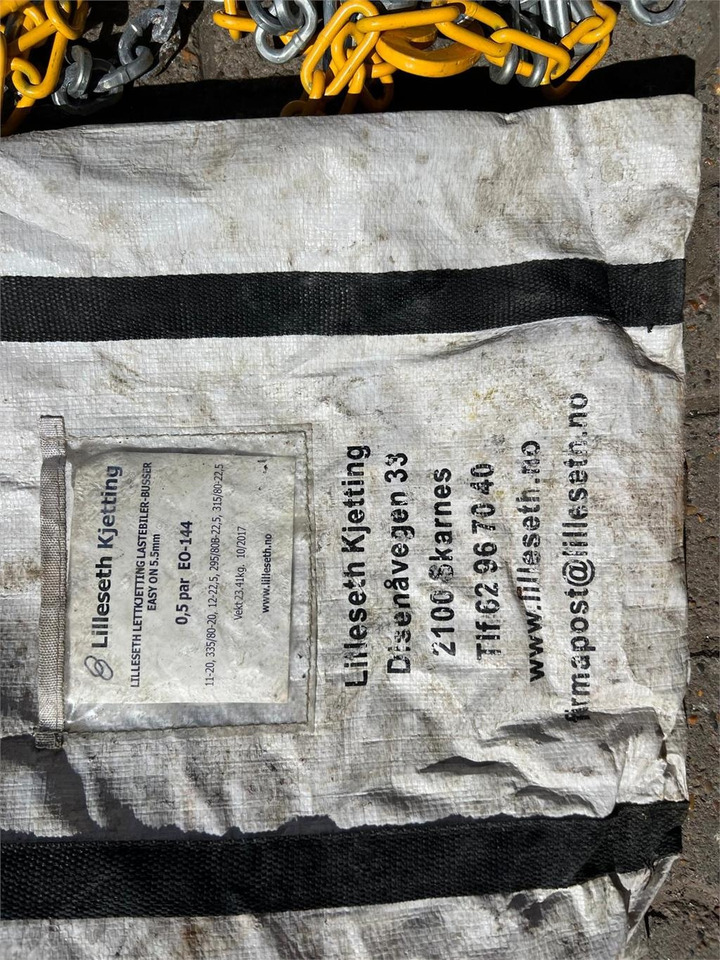 Lilleseth Kjetting
LILLESETH LETTKJETTING LASTEBILER-BUSSER
EASY ON 5.5mm
0,5 par EO-144
11-20, 335/80-20, 12-22,5, 295/80B-22,5, 315/80-22,5
Vekt 23.41kg. 10/2017
www.lilleseth.no
Lilleseth Kjetting
Disenåvegen 33
2100 Skarnes
Tlf 62 96 70 40
www.lilleseth.no
firmapost@lilleseth.no